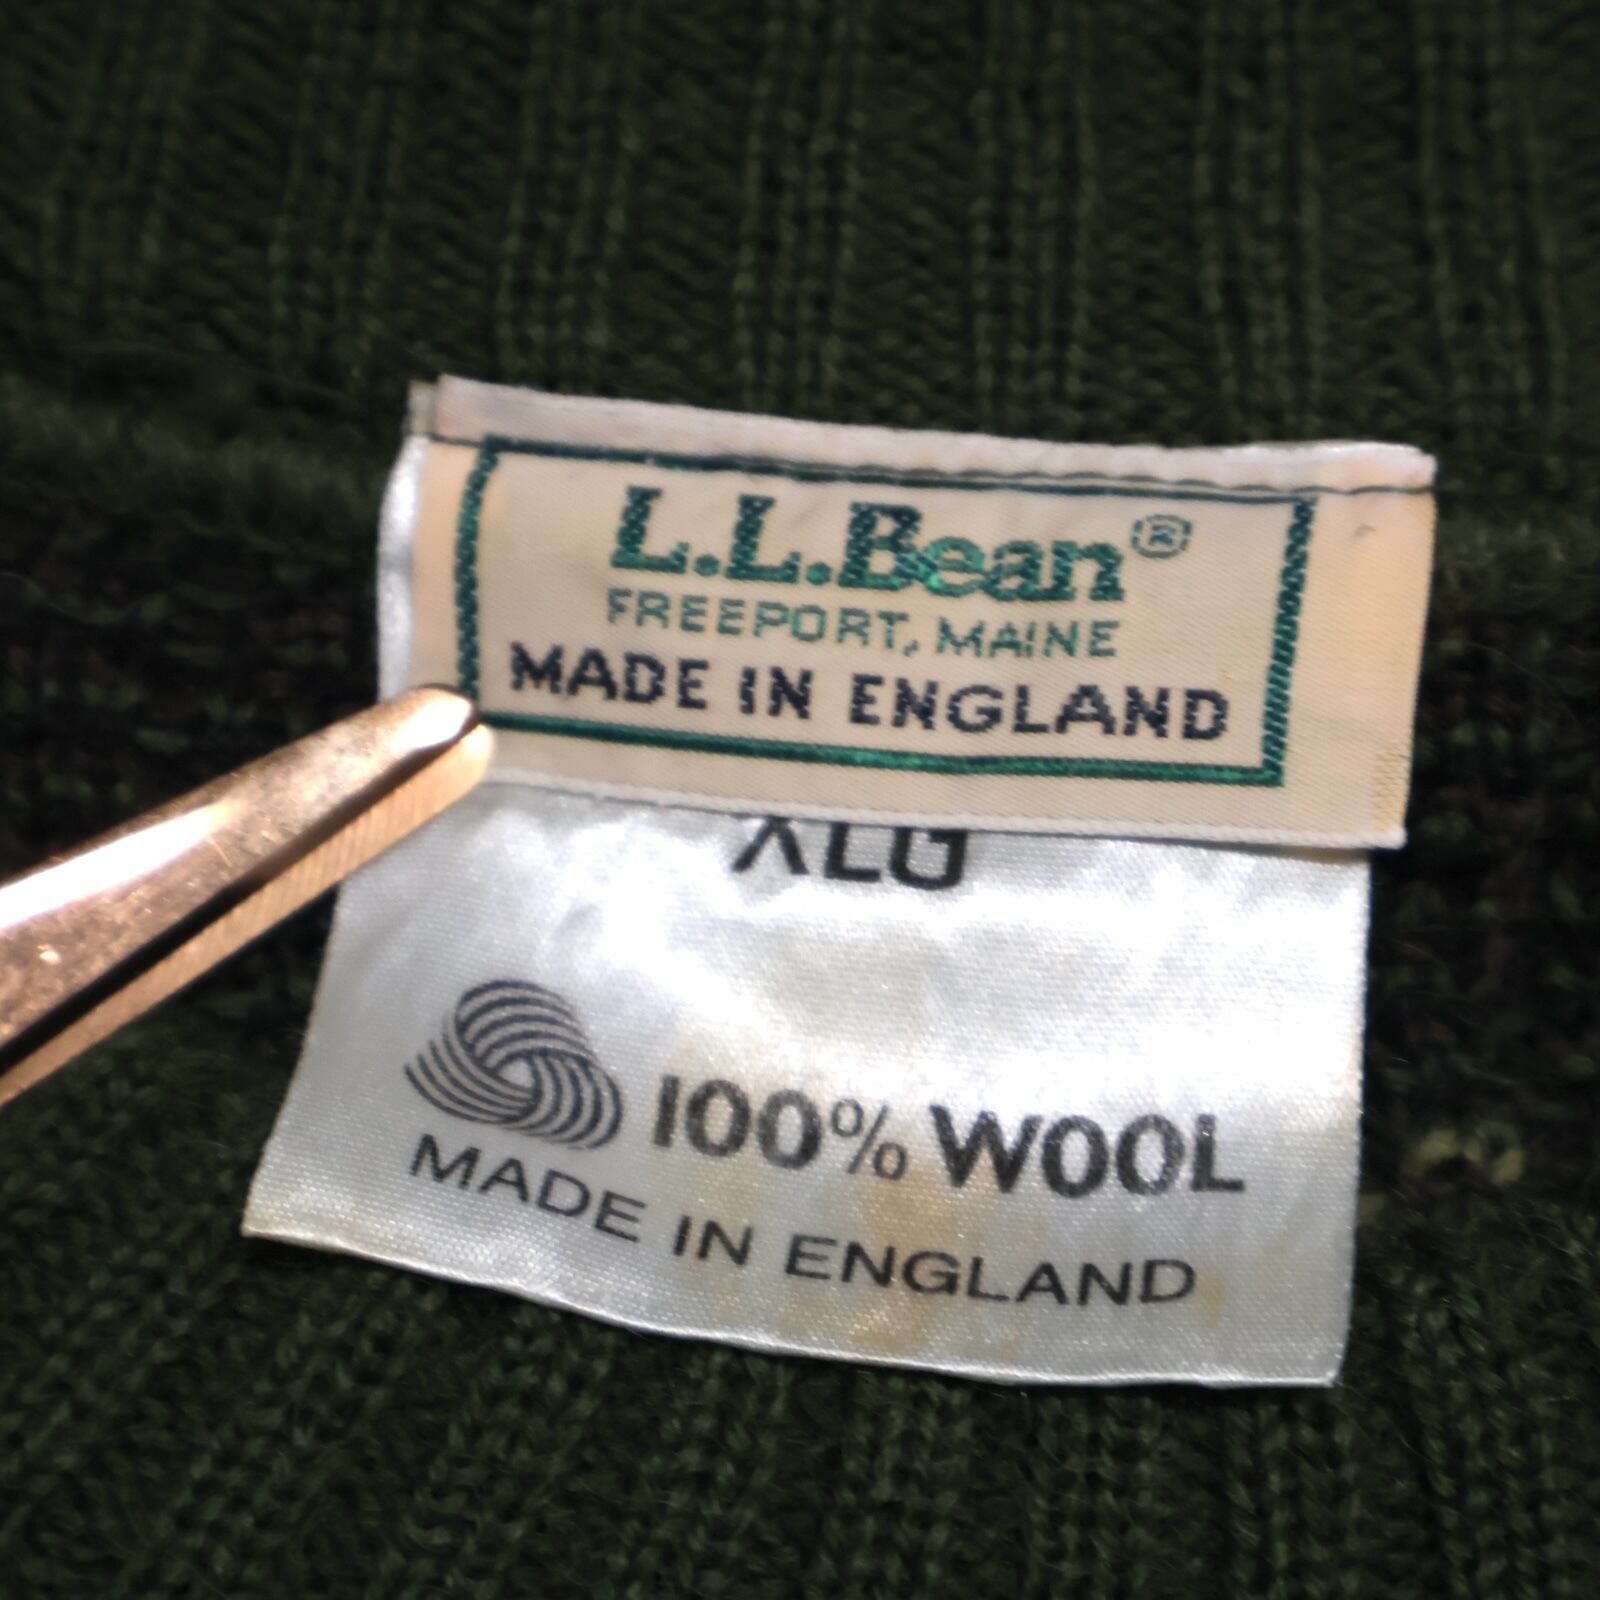 L.L.Bean®
FREEPORT, MAINE
MADE IN ENGLAND
XLG
100% WOOL
MADE IN ENGLAND